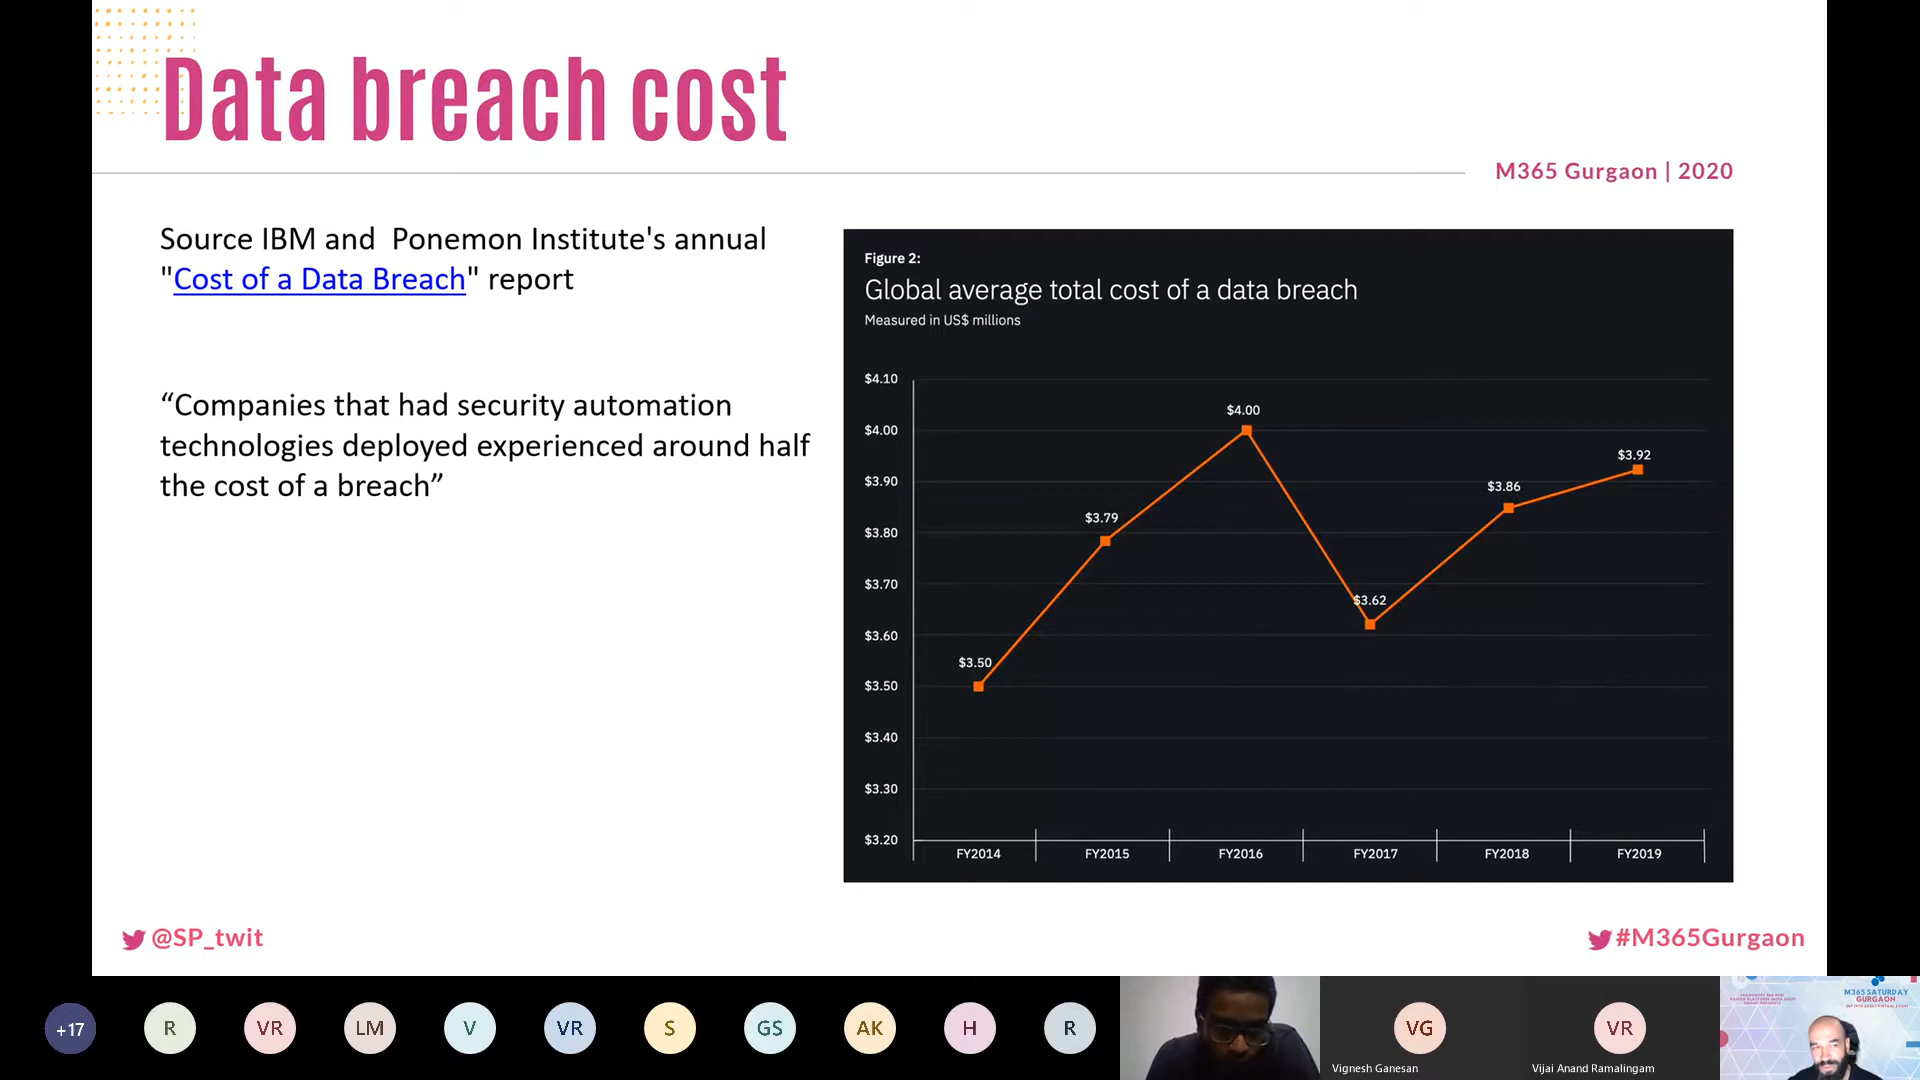 Data breach cost
M365 Gurgaon | 2020
Source IBM and  Ponemon Institute's annual
"Cost of a Data Breach" report
“Companies that had security automation
technologies deployed experienced around half
the cost of a breach”
Figure 2:
Global average total cost of a data breach
Measured in US$ millions
$4.10
$4.00
$3.90
$3.80
$3.70
$3.60
$3.50
$3.40
$3.30
$3.20
$3.50
$3.79
$4.00
$3.62
$3.86
$3.92
FY2014
FY2015
FY2016
FY2017
FY2018
FY2019
@SP_twit
#M365Gurgaon
+17
R
VR
LM
V
VR
S
GS
AK
H
R
VG
Vignesh Ganesan
VR
Vijai Anand Ramalingam
M365 SATURDAY
GURGAON